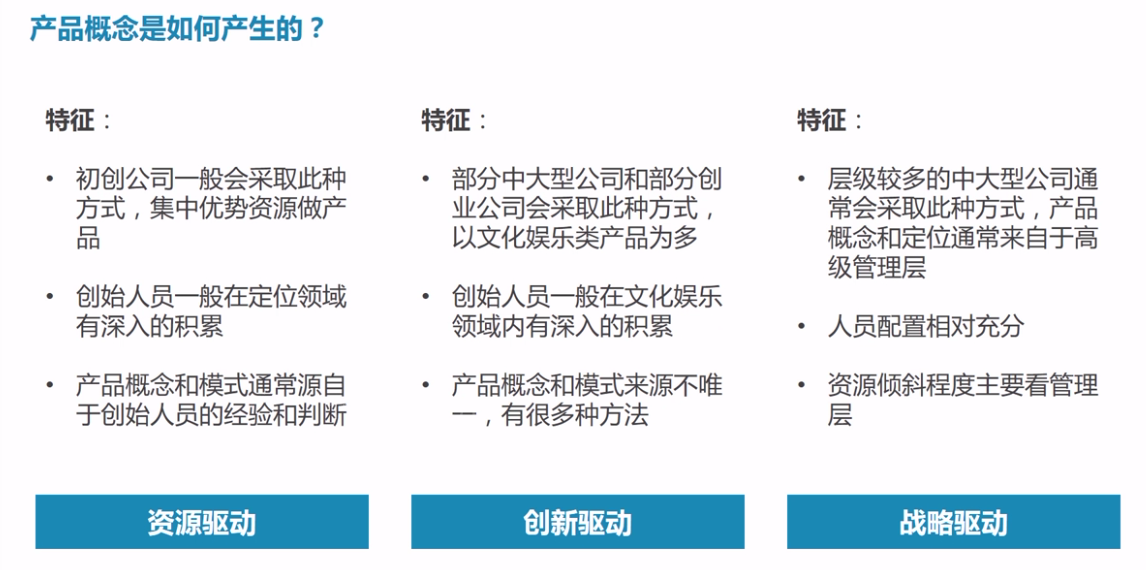 产品概念是如何产生的？
特征：
• 初创公司一般会采取此种
方式，集中优势资源做产
品
• 创始人员一般在定位领域
有深入的积累
• 产品概念和模式通常源自
于创始人员的经验和判断
资源驱动
特征：
• 部分中大型公司和部分创
业公司会采取此种方式，
以文化娱乐类产品为多
• 创始人员一般在文化娱乐
领域内有深入的积累
• 产品概念和模式来源不唯
一，有很多种方法
创新驱动
特征：
• 层级较多的中大型公司通
常会采取此种方式，产品
概念和定位通常来自于高
级管理层
• 人员配置相对充分
• 资源倾斜程度主要看管理
层
战略驱动